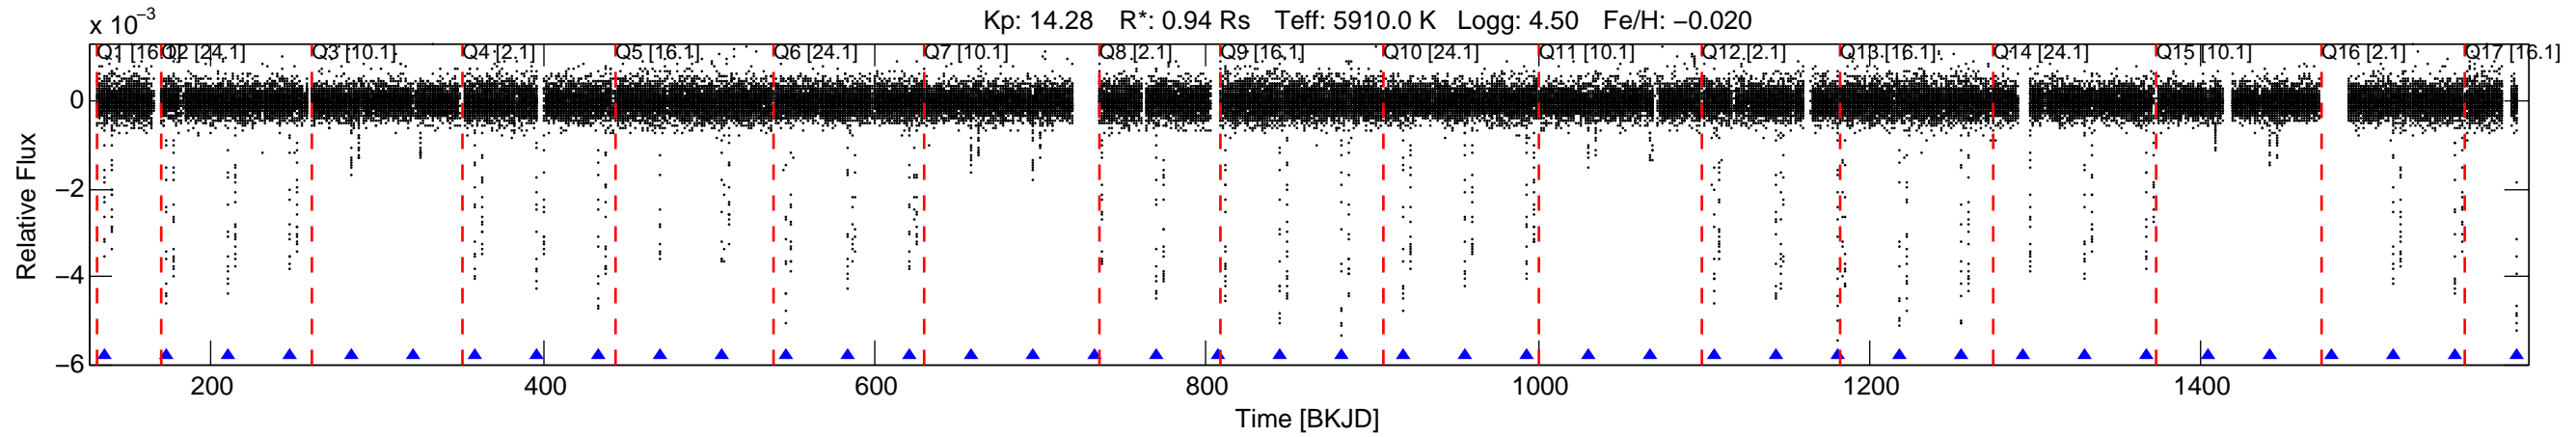 Kp: 14.28 R*: 0.94 Rs Teff: 5910.0 K Logg: 4.50 Fe/H: −0.020
x 10−3
Q1 [16.1] Q2 [24.1] Q3 [10.1] Q4 [2.1] Q5 [16.1] Q6 [24.1] Q7 [10.1] Q8 [2.1] Q9 [16.1] Q10 [24.1] Q11 [10.1] Q12 [2.1] Q13 [16.1] Q14 [24.1] Q15 [10.1] Q16 [2.1] Q17 [16.1]
0
−2
−4
−6
Relative Flux
200 400 600 800 1000 1200 1400
Time [BKJD]